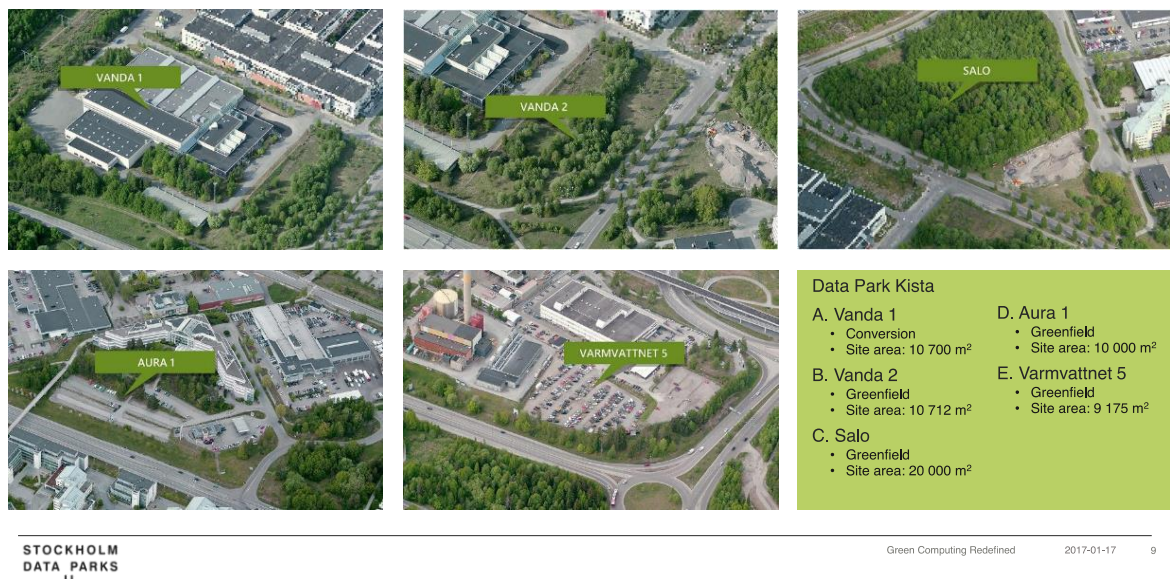 VANDA 1
VANDA 2
SALO
AURA 1
VARMVATTNET 5
Data Park Kista
A. Vanda 1
• Conversion
• Site area: 10 700 m²
B. Vanda 2
• Greenfield
• Site area: 10 712 m²
C. Salo
• Greenfield
• Site area: 20 000 m²
D. Aura 1
• Greenfield
• Site area: 10 000 m²
E. Varmvattnet 5
• Greenfield
• Site area: 9 175 m²
STOCKHOLM
DATA PARKS
Green Computing Redefined 2017-01-17 9